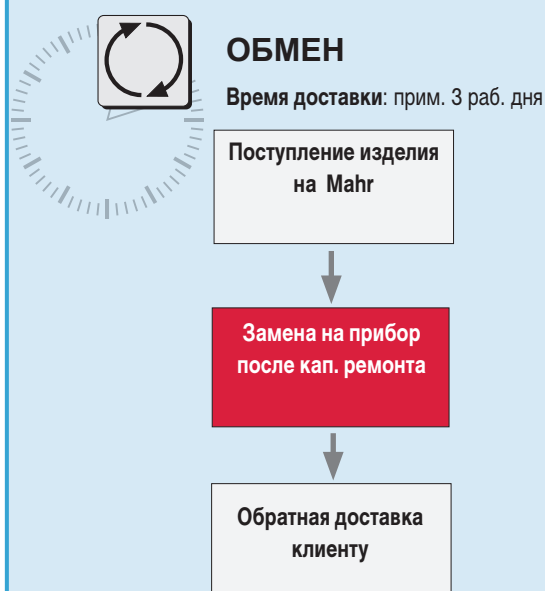 ОБМЕН
Время доставки: прим. 3 раб. дня
Поступление изделия
на Mahr
Замена на прибор
после кап. ремонта
Обратная доставка
клиенту